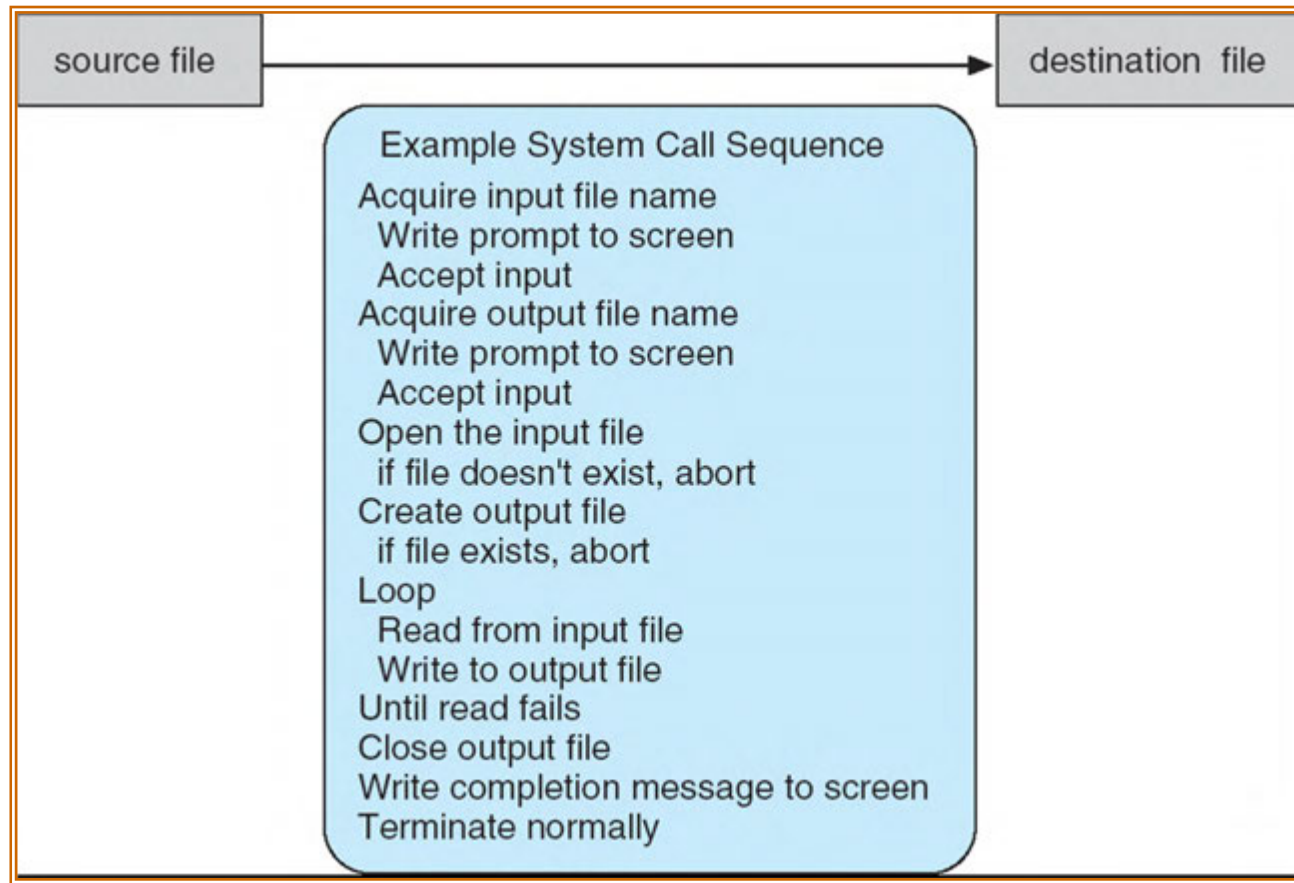 source file
destination file
Example System Call Sequence
Acquire input file name
Write prompt to screen
Accept input
Acquire output file name
Write prompt to screen
Accept input
Open the input file
if file doesn't exist, abort
Create output file
if file exists, abort
Loop
Read from input file
Write to output file
Until read fails
Close output file
Write completion message to screen
Terminate normally